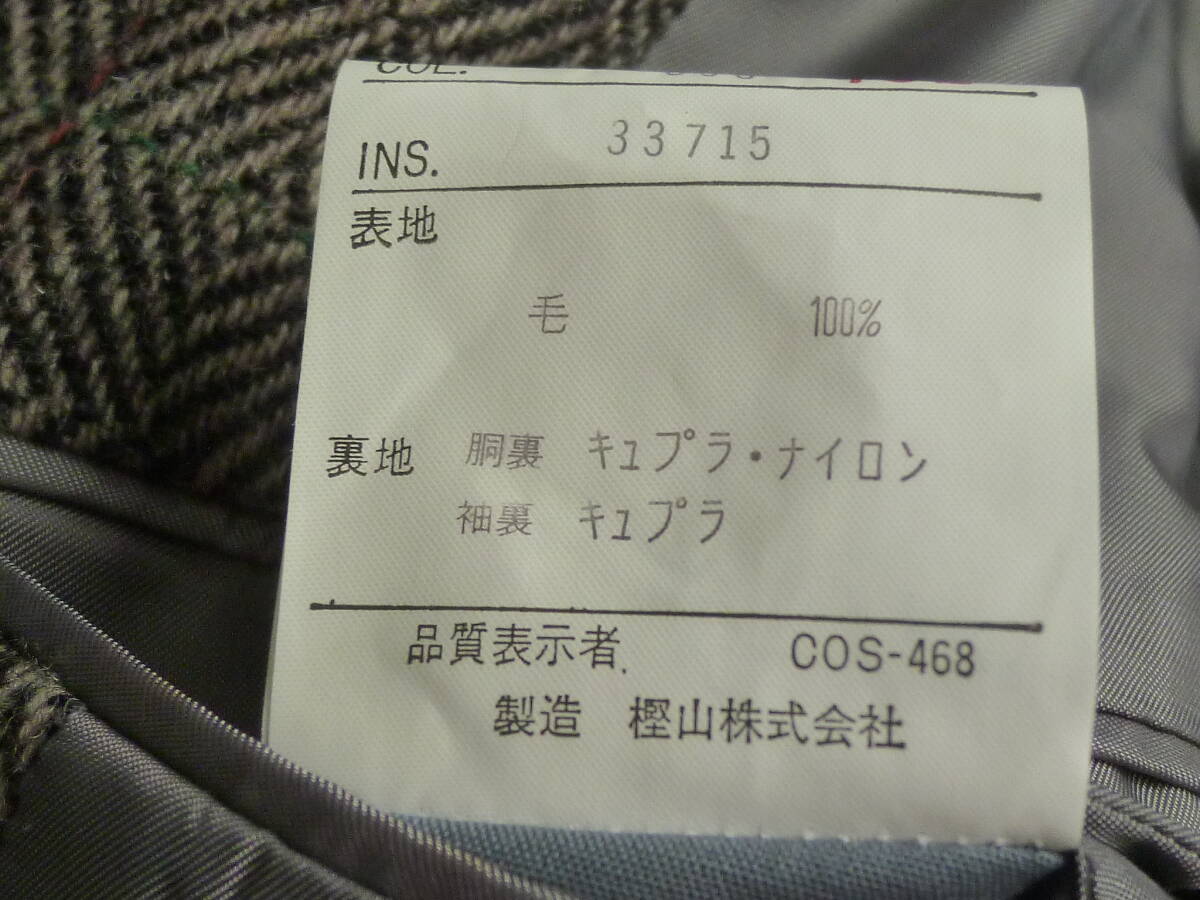 COL.
INS. 33715
表地
毛 100%
裏地 胴裏 キュプラ・ナイロン
袖裏 キュプラ
品質表示者. COS-468
製造 樫山株式会社